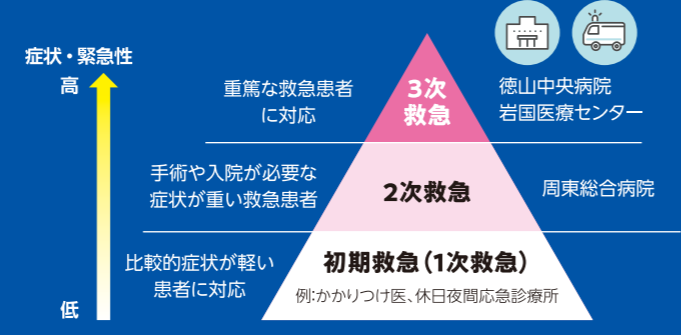 症状・緊急性
高
重篤な救急患者
に対応
3次
救急
徳山中央病院
岩国医療センター
手術や入院が必要な
症状が重い救急患者
2次救急
周東総合病院
比較的症状が軽い
患者に対応
初期救急(1次救急)
例:かかりつけ医、休日夜間応急診療所
低